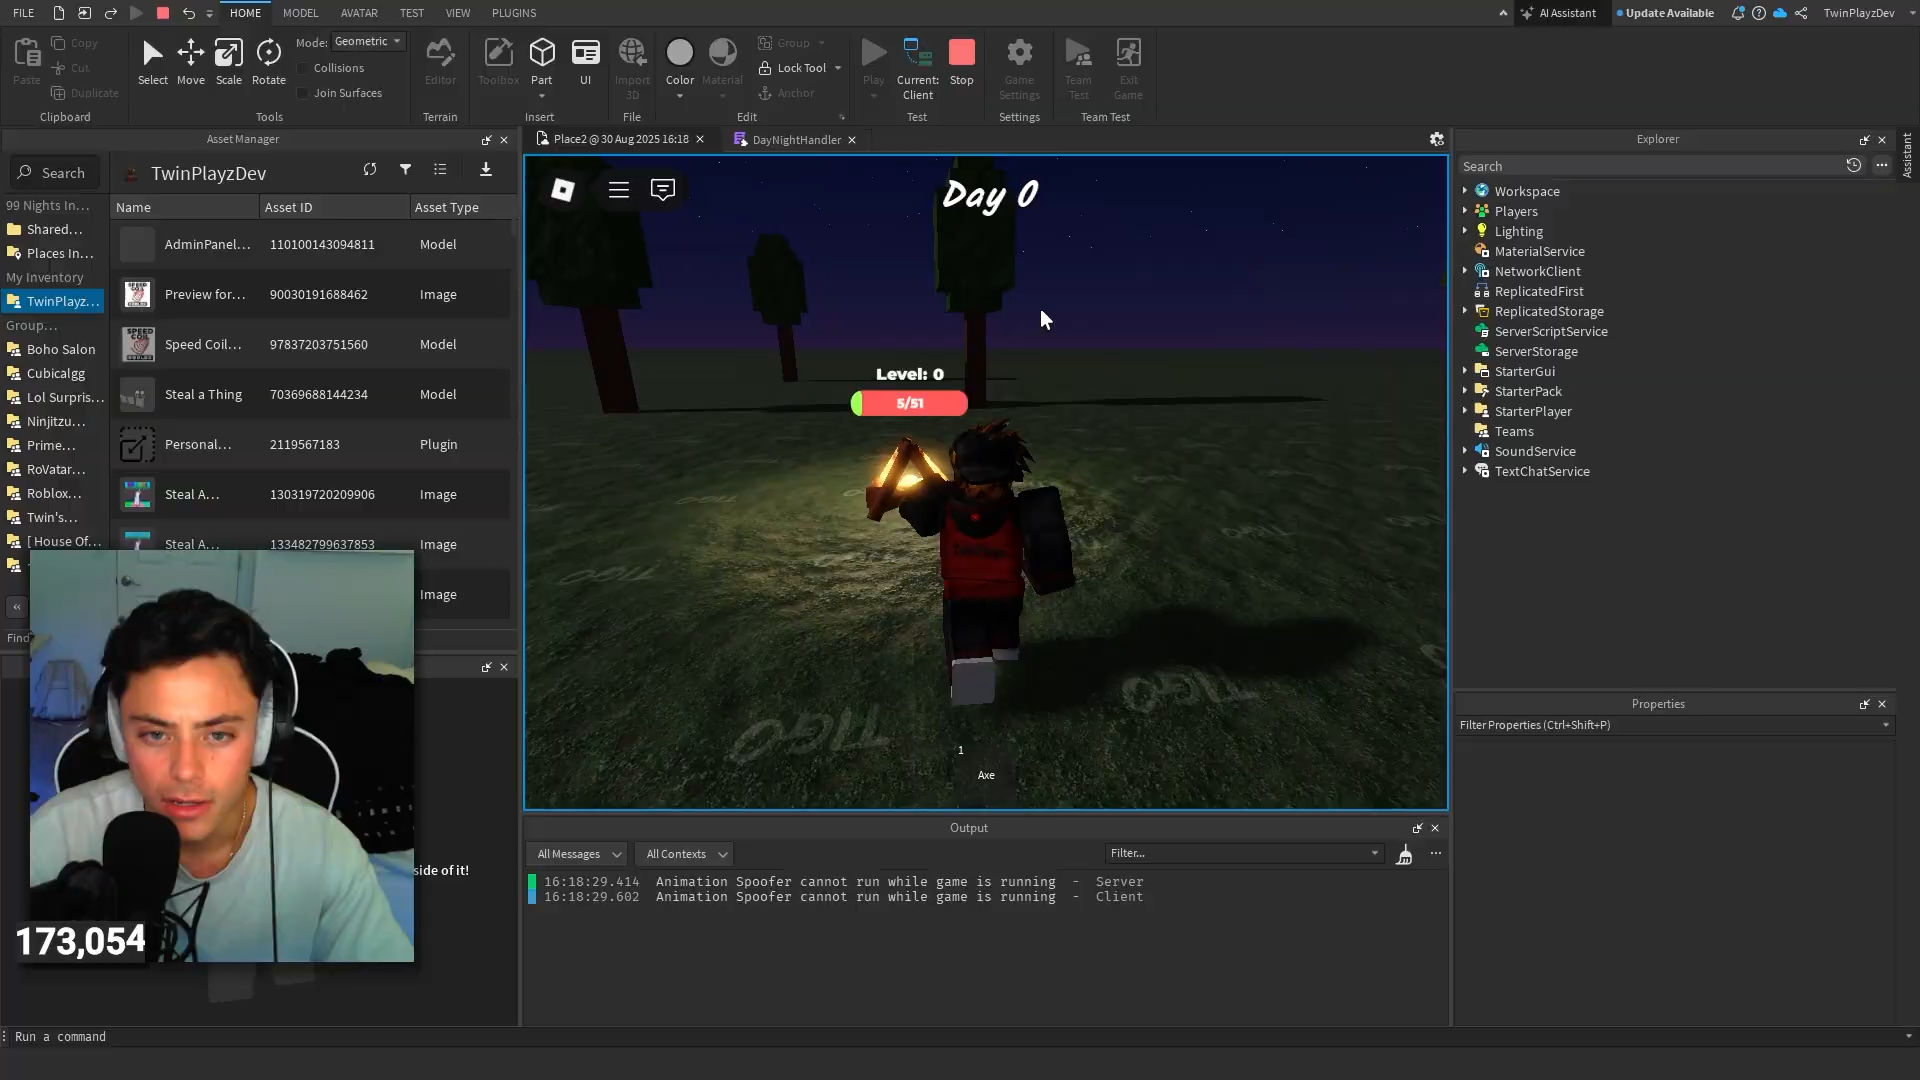 FILE
HOME
MODEL
AVATAR
TEST
VIEW
PLUGINS
AI Assistant
Update Available
TwinPlayzDev
Paste
Copy
Cut
Duplicate
Clipboard
Select
Move
Scale
Rotate
Mode: Geometric
Collisions
Join Surfaces
Tools
Editor
Terrain
Toolbox
Part
UI
Insert
Import
3D
File
Color
Material
Group
Lock Tool
Anchor
Edit
Play
Current:
Client
Stop
Test
Game
Settings
Settings
Team
Test
Exit
Game
Team Test
Asset Manager
Search
TwinPlayzDev
99 Nights In...
Shared...
Places In...
My Inventory
TwinPlayz...
Group...
Boho Salon
Cubicalgg
Lol Surpris...
Ninjitzu...
Prime...
RoVatar...
Roblox...
Twin's...
[ House Of...
Name Asset ID Asset Type
AdminPanel... 110100143094811 Model
Preview for... 90030191688462 Image
Speed Coil... 97837203751560 Model
Steal a Thing 70369688144234 Model
Personal... 2119567183 Plugin
Steal A... 130319720209906 Image
Steal A... 133482799637853 Image
Image
Find
side of it!
173,054
Place2 @ 30 Aug 2025 16:18
DayNightHandler
Day 0
Level: 0
5/51
1
Axe
Output
All Messages
All Contexts
Filter...
16:18:29.414 Animation Spoofer cannot run while game is running - Server
16:18:29.602 Animation Spoofer cannot run while game is running - Client
Explorer
Search
Workspace
Players
Lighting
MaterialService
NetworkClient
ReplicatedFirst
ReplicatedStorage
ServerScriptService
ServerStorage
StarterGui
StarterPack
StarterPlayer
Teams
SoundService
TextChatService
Properties
Filter Properties (Ctrl+Shift+P)
Assistant
Run a command